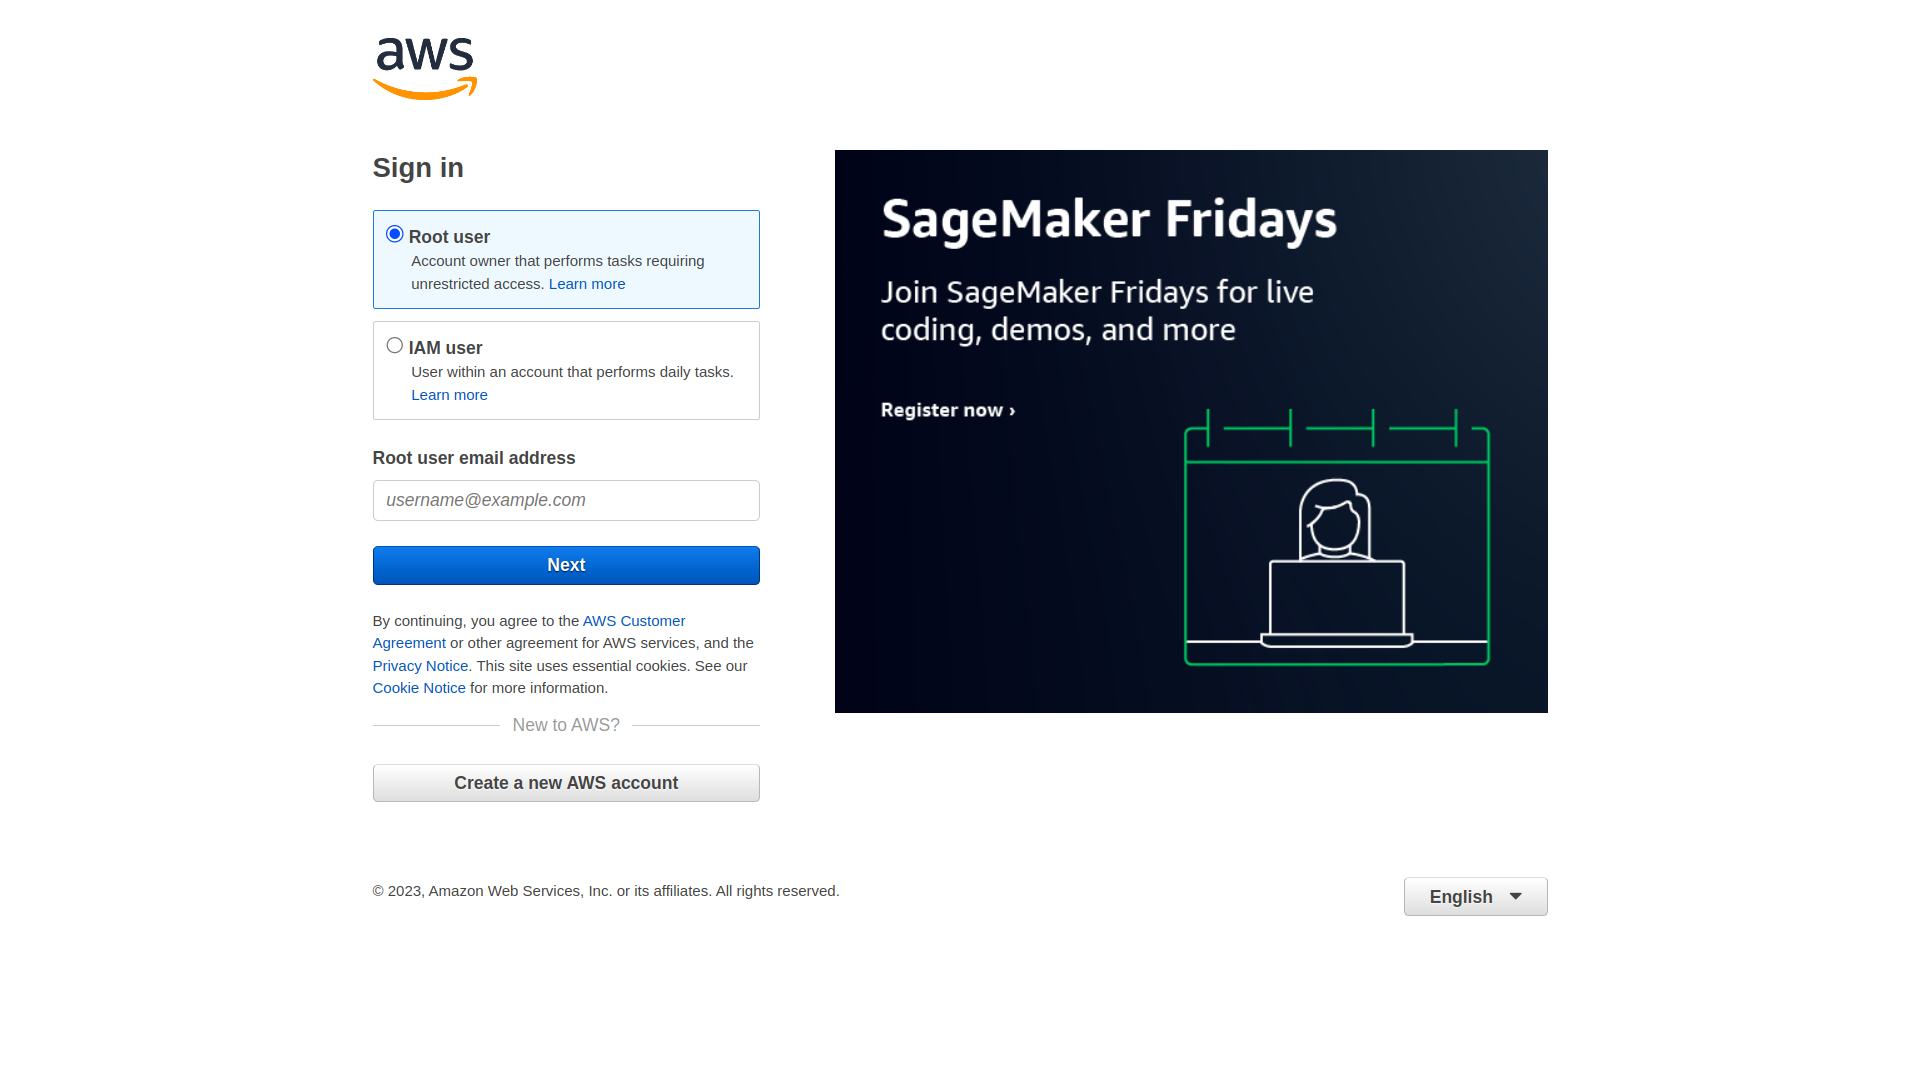 aws
Sign in
Root user
Account owner that performs tasks requiring
unrestricted access. Learn more
IAM user
User within an account that performs daily tasks.
Learn more
Root user email address
username@example.com
Next
By continuing, you agree to the AWS Customer
Agreement or other agreement for AWS services, and the
Privacy Notice. This site uses essential cookies. See our
Cookie Notice for more information.
New to AWS?
Create a new AWS account
SageMaker Fridays
Join SageMaker Fridays for live
coding, demos, and more
Register now ›
© 2023, Amazon Web Services, Inc. or its affiliates. All rights reserved.
English